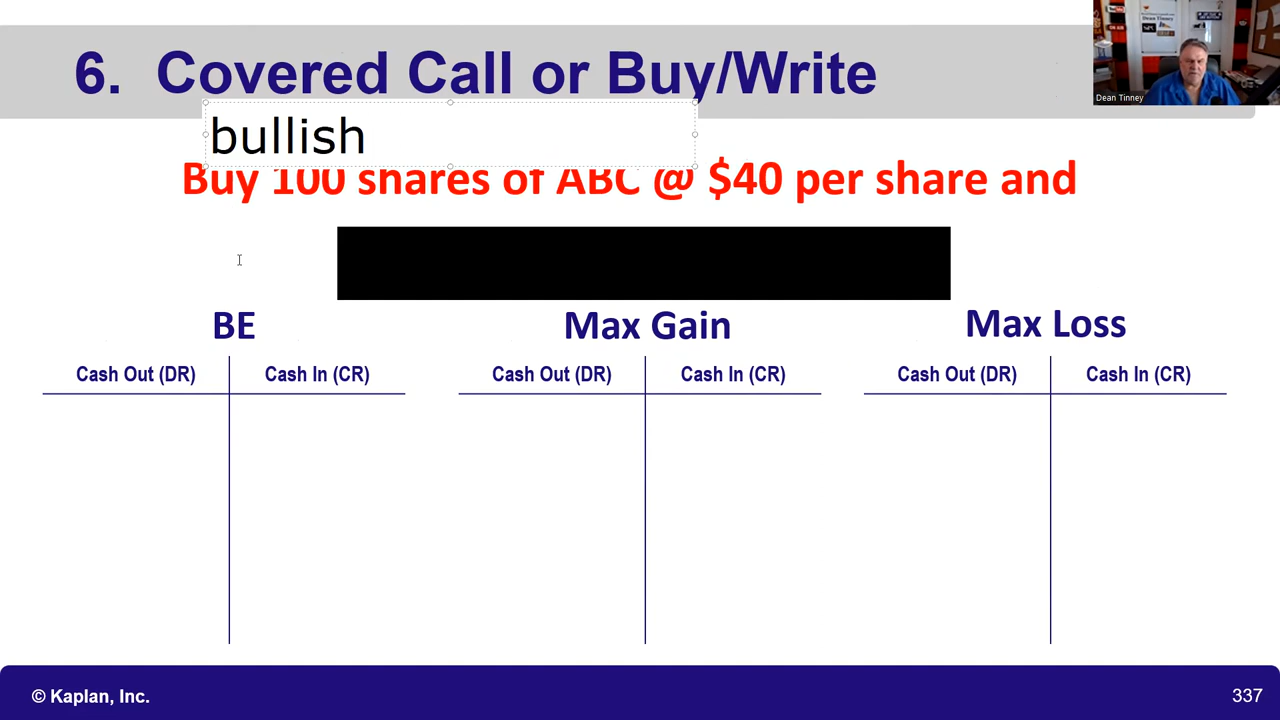 6. Covered Call or Buy/Write
Dean Tinney
bullish
Buy 100 shares of ABC @ $40 per share and
BE
Max Gain
Max Loss
Cash Out (DR)
Cash In (CR)
Cash Out (DR)
Cash In (CR)
Cash Out (DR)
Cash In (CR)
© Kaplan, Inc.
337